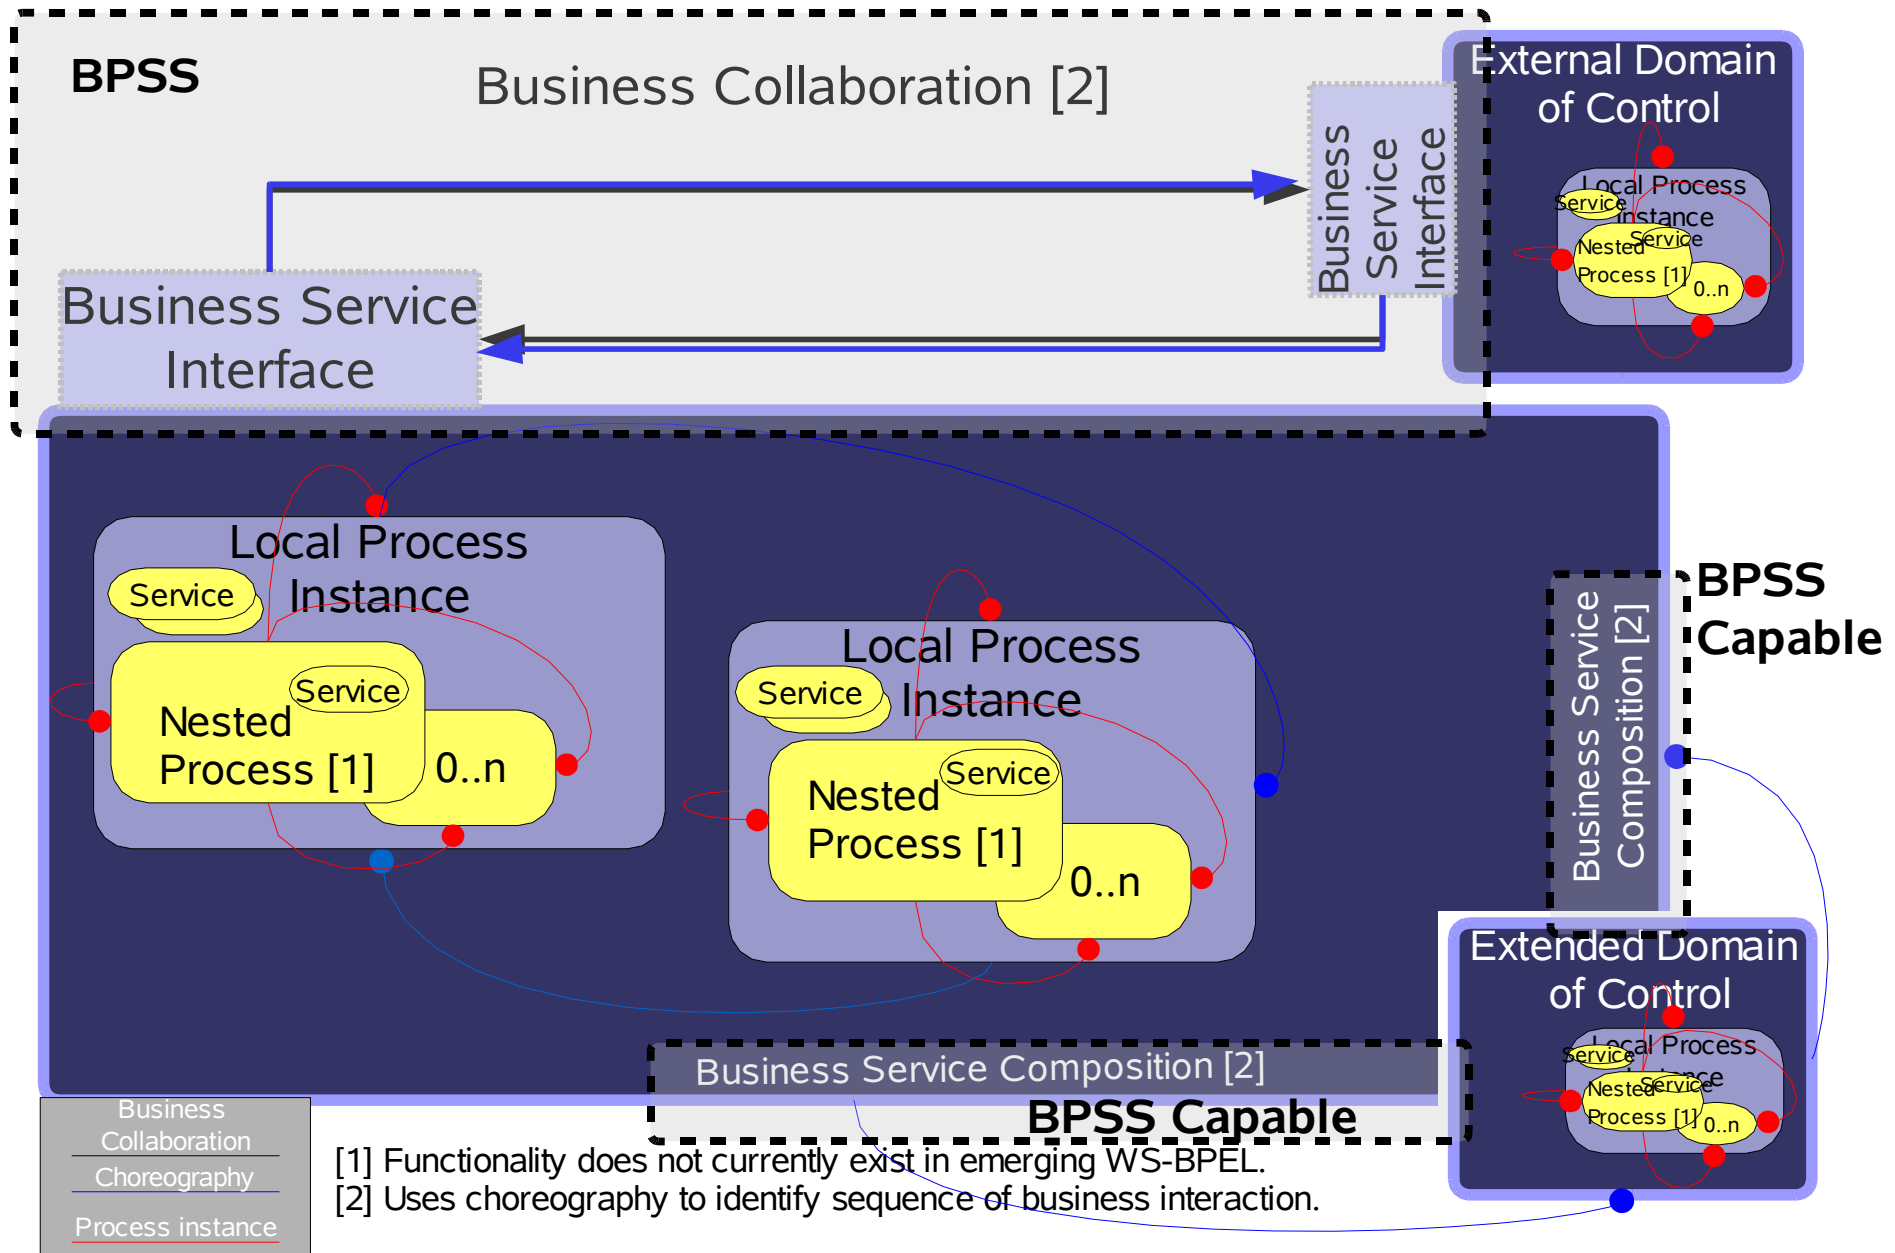 BPSS
Business Collaboration [2]
External Domain
of Control
Business
Service
Interface
Local Process
Instance
Service
Service
Nested
Process [1]
0..n
Business Service
Interface
Local Process
Instance
Service
Service
Nested
Process [1]
0..n
Local Process
Instance
Service
Service
Nested
Process [1]
0..n
Business Service
Composition [2]
BPSS
Capable
Extended Domain
of Control
Local Process
Instance
Service
Service
Nested
Process [1]
0..n
Business Service Composition [2]
BPSS Capable
Business
Collaboration
Choreography
Process instance
[1] Functionality does not currently exist in emerging WS-BPEL.
[2] Uses choreography to identify sequence of business interaction.